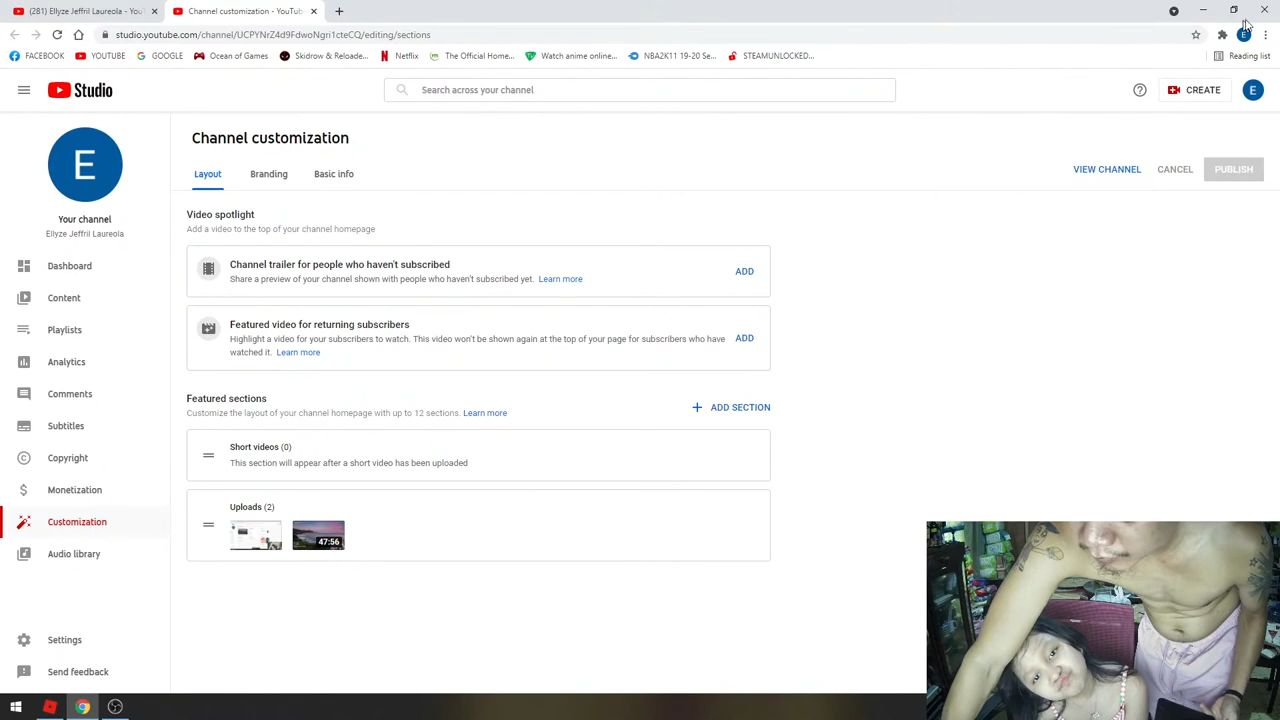 (281) Ellyze Jeffril Laureola - You
Channel customization - YouTube
studio.youtube.com/channel/UCPYNrZ4d9FdwoNgri1cteCQ/editing/sections
FACEBOOK YOUTUBE GOOGLE Ocean of Games Skidrow & Reloade... Netflix The Official Home... Watch anime online... NBA2K11 19-20 Se... STEAMUNLOCKED... Reading list
Studio
Search across your channel
CREATE
E
E
Channel customization
Layout Branding Basic info
VIEW CHANNEL CANCEL PUBLISH
Your channel
Ellyze Jeffril Laureola
Dashboard
Content
Playlists
Analytics
Comments
Subtitles
Copyright
Monetization
Customization
Audio library
Settings
Send feedback
Video spotlight
Add a video to the top of your channel homepage
Channel trailer for people who haven't subscribed
Share a preview of your channel shown with people who haven't subscribed yet. Learn more
ADD
Featured video for returning subscribers
Highlight a video for your subscribers to watch. This video won't be shown again at the top of your page for subscribers who have
watched it. Learn more
ADD
Featured sections
Customize the layout of your channel homepage with up to 12 sections. Learn more
ADD SECTION
Short videos (0)
This section will appear after a short video has been uploaded
Uploads (2)
47:56